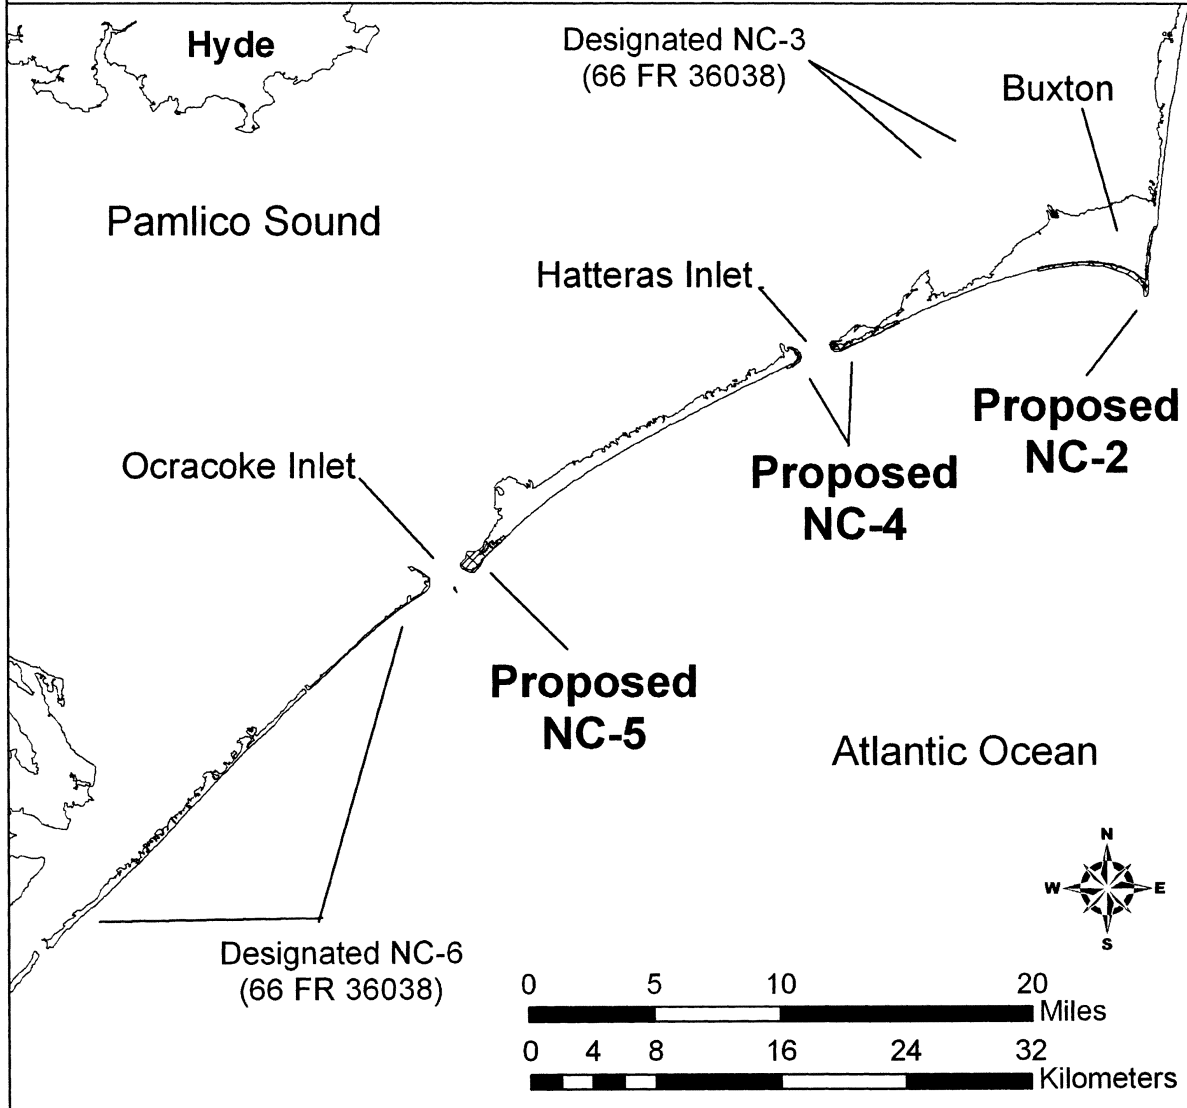 Hyde
Designated NC-3
(66 FR 36038)
Buxton
Pamlico Sound
Hatteras Inlet
Proposed
NC-2
Proposed
NC-4
Ocracoke Inlet
Proposed
NC-5
Atlantic Ocean
N
W E
S
Designated NC-6
(66 FR 36038)
0 5 10 20
Miles
0 4 8 16 24 32
Kilometers